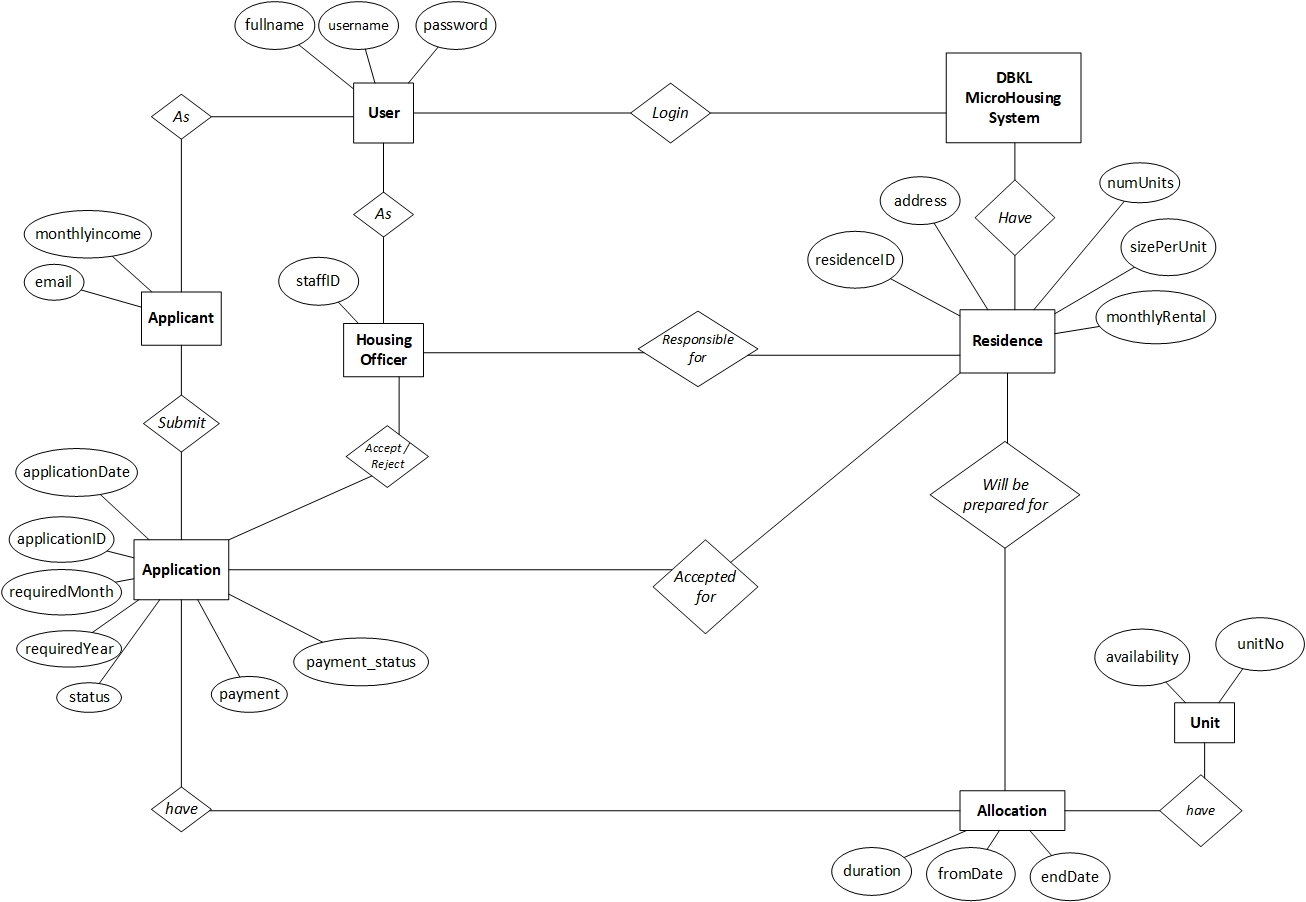 fullname
username
password
User
As
Login
DBKL
MicroHousing
System
As
Have
numUnits
address
sizePerUnit
residenceID
monthlyRental
monthlyincome
email
Applicant
staffID
Housing
Officer
Responsible
for
Residence
Submit
Accept /
Reject
applicationDate
applicationID
requiredMonth
requiredYear
status
Application
payment
payment_status
Accepted
for
Will be
prepared for
availability
unitNo
Unit
have
Allocation
have
duration
fromDate
endDate